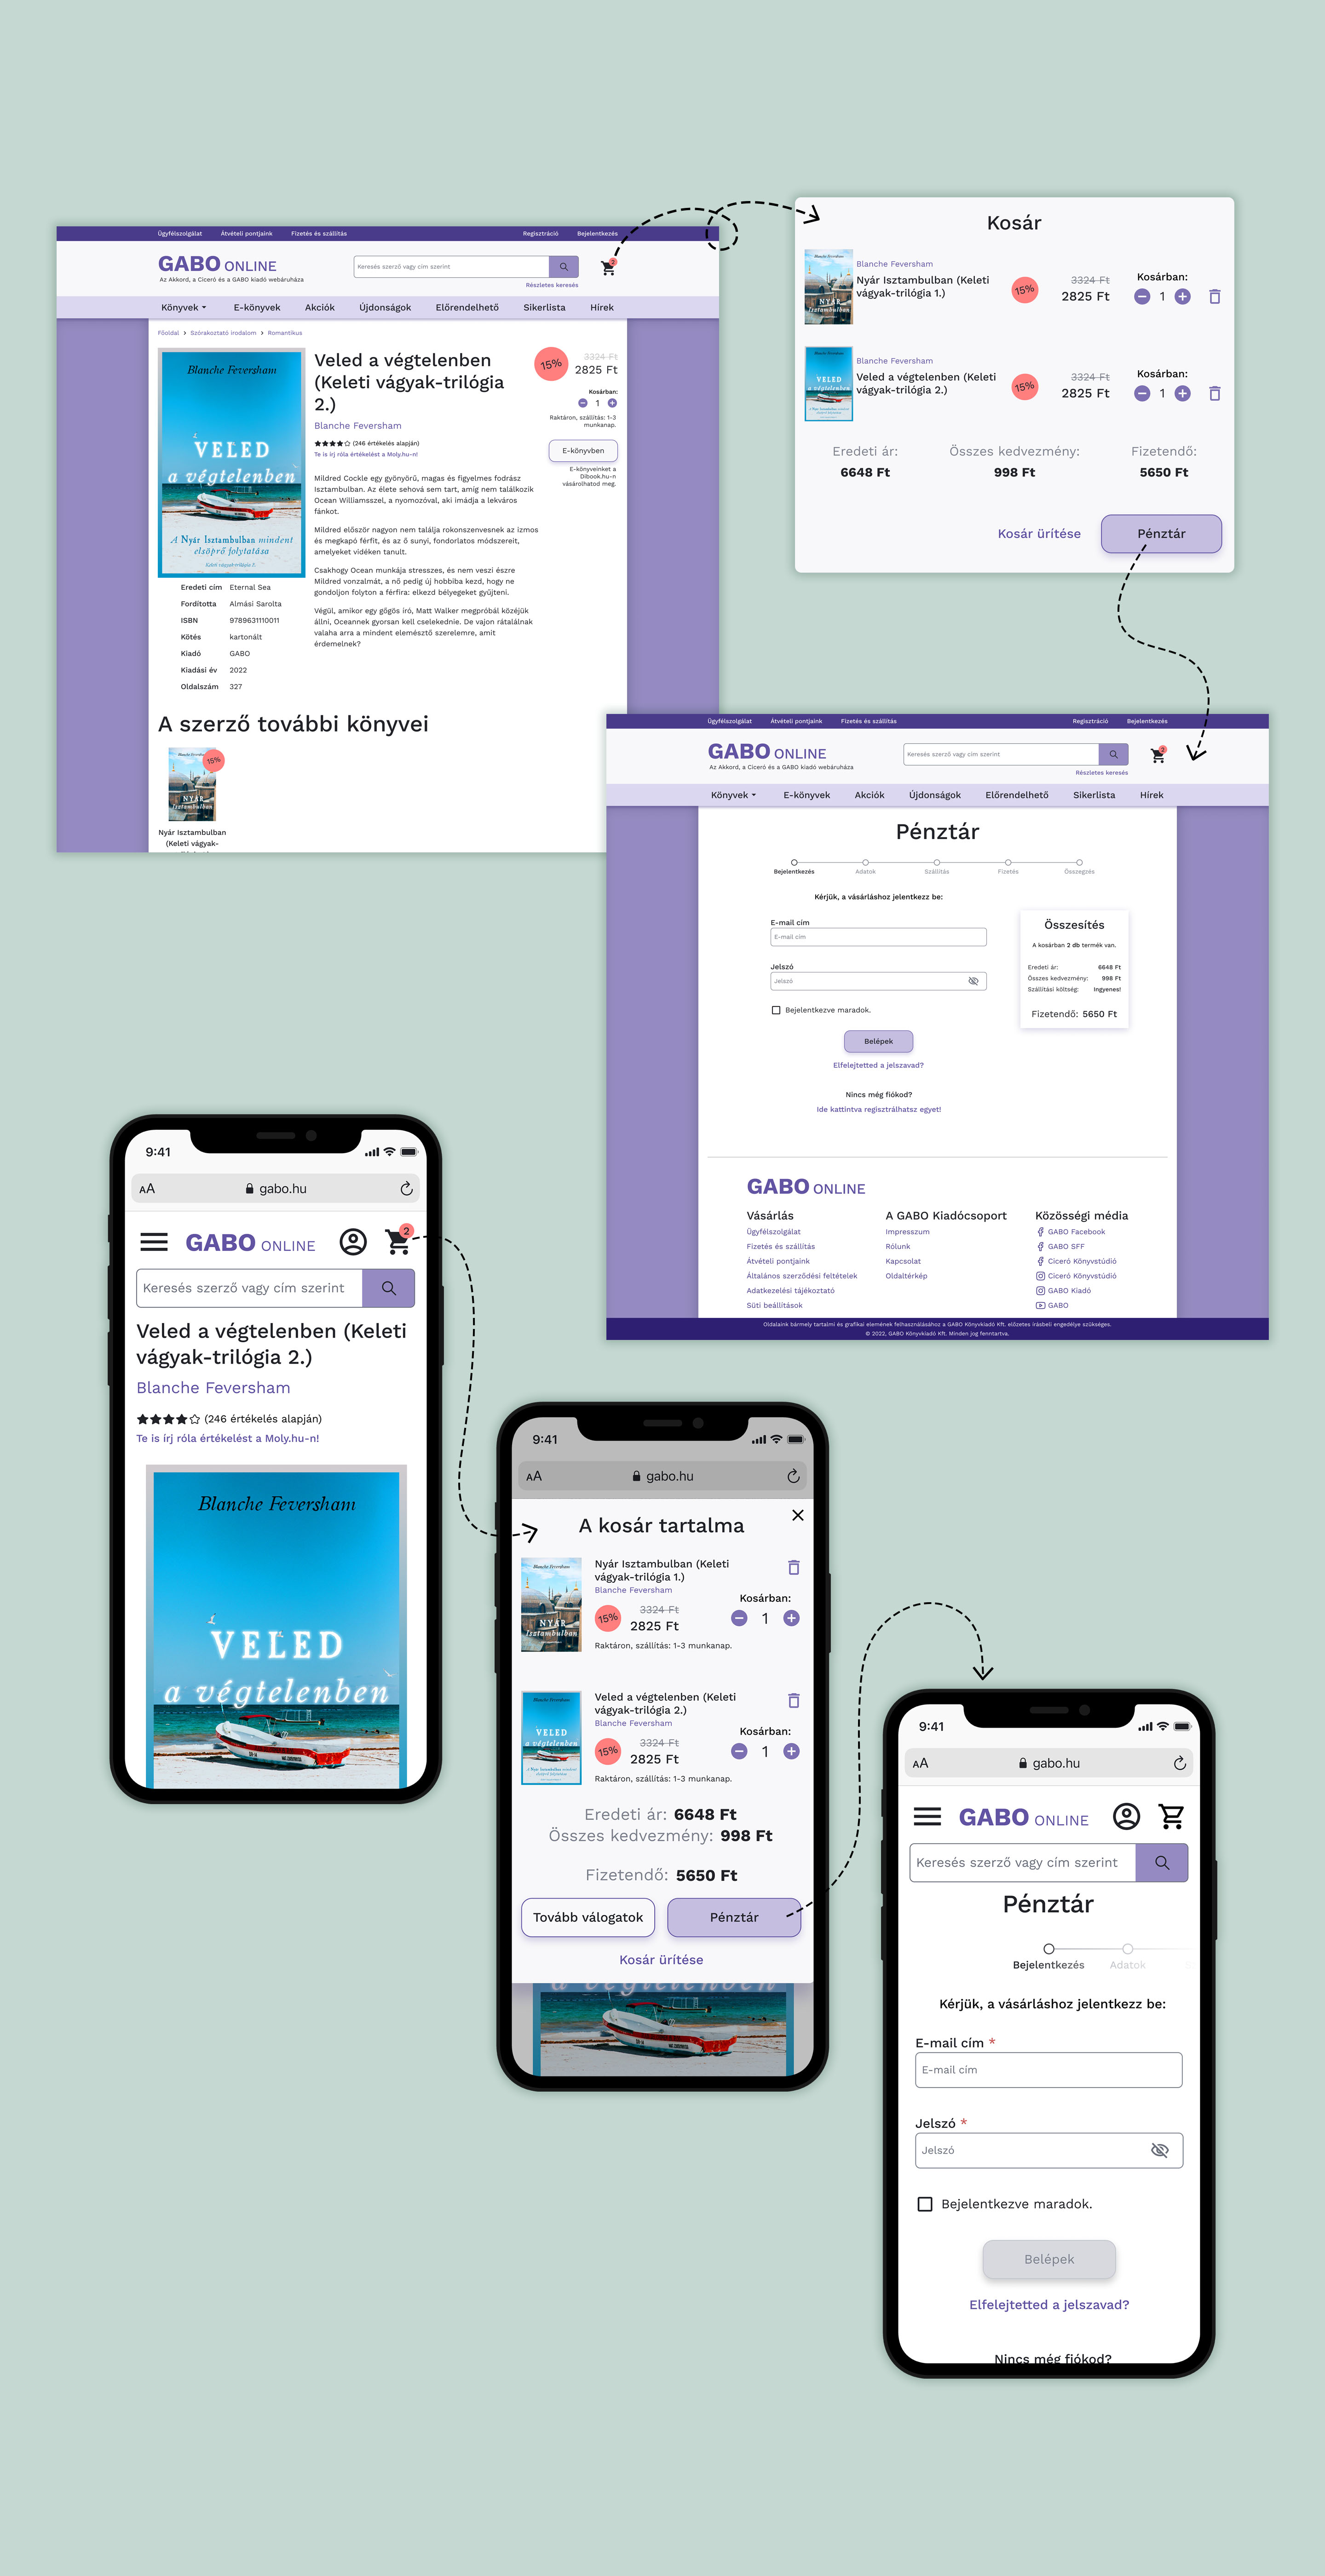 Ügyfélszolgálat Átvételi pontjaink Fizetés és szállítás Regisztráció Bejelentkezés
GABO ONLINE
Az Akkord, a Ciceró és a GABO kiadó webáruháza
Keresés szerző vagy cím szerint
2
Részletes keresés
Könyvek E-könyvek Akciók Újdonságok Előrendelhető Sikerlista Hírek
Főoldal > Szórakoztató irodalom > Romantikus
Blanche Feversham
VELED
a végtelenben
A Nyár Isztambulban mindent
elsöprő folytatása
Keleti vágyak-trilógia 2.
Veled a végtelenben
(Keleti vágyak-trilógia
2.)
Blanche Feversham
(246 értékelés alapján)
Te is írj róla értékelést a Moly.hu-n!
15%
3324 Ft
2825 Ft
Kosárban:
1
Raktáron, szállítás: 1-3
munkanap.
E-könyvben
E-könyveinket a
Dibook.hu-n
vásárolhatod meg.
Mildred Cockle egy gyönyörű, magas és figyelmes fodrász
Isztambulban. Az élete sehová sem tart, amíg nem találkozik
Ocean Williamsszel, a nyomozóval, aki imádja a lekváros
fánkot.
Mildred először nagyon nem találja rokonszenvesnek az izmos
és megkapó férfit, és az ő sunyi, fondorlatos módszereit,
amelyeket vidéken tanult.
Csakhogy Ocean munkája stresszes, és nem veszi észre
Mildred vonzalmát, a nő pedig új hobbiba kezd, hogy ne
gondoljon folyton a férfira: elkezd bélyegeket gyűjteni.
Végül, amikor egy gőgös író, Matt Walker megpróbál közéjük
állni, Oceannek gyorsan kell cselekednie. De vajon rátalálnak
valaha arra a mindent elemésztő szerelemre, amit
érdemelnek?
Eredeti cím Eternal Sea
Fordította Almási Sarolta
ISBN 9789631110011
Kötés kartonált
Kiadó GABO
Kiadási év 2022
Oldalszám 327
A szerző további könyvei
15%
NYÁR
Isztambulban
Nyár Isztambulban
(Keleti vágyak-
Kosár
NYÁR
Isztambulban
Blanche Feversham
Nyár Isztambulban (Keleti
vágyak-trilógia 1.)
15%
3324 Ft
2825 Ft
Kosárban:
1
VELED
a végtelenben
Blanche Feversham
Veled a végtelenben (Keleti
vágyak-trilógia 2.)
15%
3324 Ft
2825 Ft
Kosárban:
1
Eredeti ár: Összes kedvezmény: Fizetendő:
6648 Ft 998 Ft 5650 Ft
Kosár ürítése Pénztár
Ügyfélszolgálat Átvételi pontjaink Fizetés és szállítás Regisztráció Bejelentkezés
GABO ONLINE
Az Akkord, a Ciceró és a GABO kiadó webáruháza
Keresés szerző vagy cím szerint
2
Részletes keresés
Könyvek E-könyvek Akciók Újdonságok Előrendelhető Sikerlista Hírek
Pénztár
Bejelentkezés Adatok Szállítás Fizetés Összegzés
Kérjük, a vásárláshoz jelentkezz be:
E-mail cím
E-mail cím
Jelszó
Jelszó
Bejelentkezve maradok.
Belépek
Elfelejtetted a jelszavad?
Nincs még fiókod?
Ide kattintva regisztrálhatsz egyet!
Összesítés
A kosárban 2 db termék van.
Eredeti ár: 6648 Ft
Összes kedvezmény: 998 Ft
Szállítási költség: Ingyenes!
Fizetendő: 5650 Ft
GABO ONLINE
Vásárlás
Ügyfélszolgálat
Fizetés és szállítás
Átvételi pontjaink
Általános szerződési feltételek
Adatkezelési tájékoztató
Süti beállítások
A GABO Kiadócsoport
Impresszum
Rólunk
Kapcsolat
Oldaltérkép
Közösségi média
GABO Facebook
GABO SFF
Ciceró Könyvstúdió
Ciceró Könyvstúdió
GABO Kiadó
GABO
Oldalaink bármely tartalmi és grafikai elemének felhasználásához a GABO Könyvkiadó Kft. előzetes írásbeli engedélye szükséges.
© 2022, GABO Könyvkiadó Kft. Minden jog fenntartva.
9:41
AA gabo.hu
GABO ONLINE 2
Keresés szerző vagy cím szerint
Veled a végtelenben (Keleti
vágyak-trilógia 2.)
Blanche Feversham
(246 értékelés alapján)
Te is írj róla értékelést a Moly.hu-n!
Blanche Feversham
VELED
a végtelenben
9:41
AA gabo.hu
A kosár tartalma
Blanche Feversham
NYÁR
Isztambulban
Nyár Isztambulban (Keleti
vágyak-trilógia 1.)
Blanche Feversham
15%
3324 Ft
2825 Ft
Kosárban:
1
Raktáron, szállítás: 1-3 munkanap.
Blanche Feversham
VELED
a végtelenben
Veled a végtelenben (Keleti
vágyak-trilógia 2.)
Blanche Feversham
15%
3324 Ft
2825 Ft
Kosárban:
1
Raktáron, szállítás: 1-3 munkanap.
Eredeti ár: 6648 Ft
Összes kedvezmény: 998 Ft
Fizetendő: 5650 Ft
Tovább válogatok Pénztár
Kosár ürítése
a végtelenben
9:41
AA gabo.hu
GABO ONLINE
Keresés szerző vagy cím szerint
Pénztár
Bejelentkezés Adatok
Kérjük, a vásárláshoz jelentkezz be:
E-mail cím *
E-mail cím
Jelszó *
Jelszó
Bejelentkezve maradok.
Belépek
Elfelejtetted a jelszavad?
Nincs még fiókod?